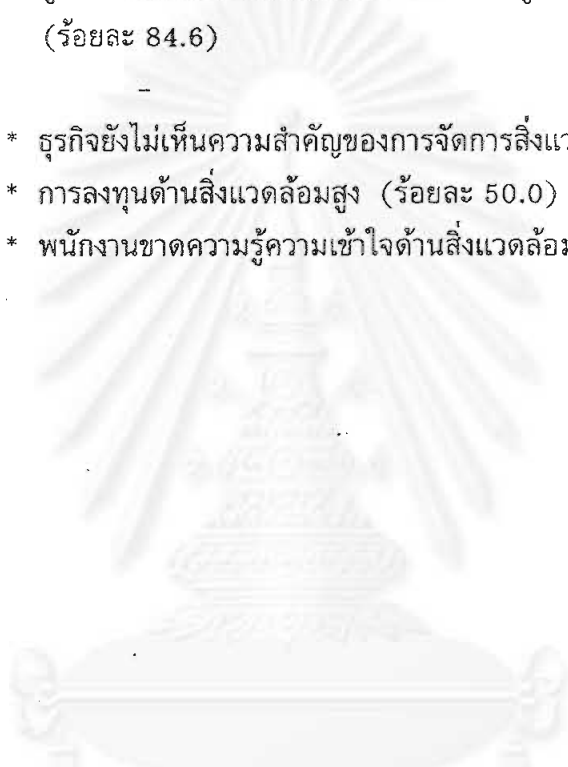 (ร้อยละ 84.6)
-
* ธุรกิจยังไม่เห็นความสำคัญของการจัดการสิ่งแว
* การลงทุนด้านสิ่งแวดล้อมสูง (ร้อยละ 50.0)
* พนักงานขาดความรู้ความเข้าใจด้านสิ่งแวดล้อม